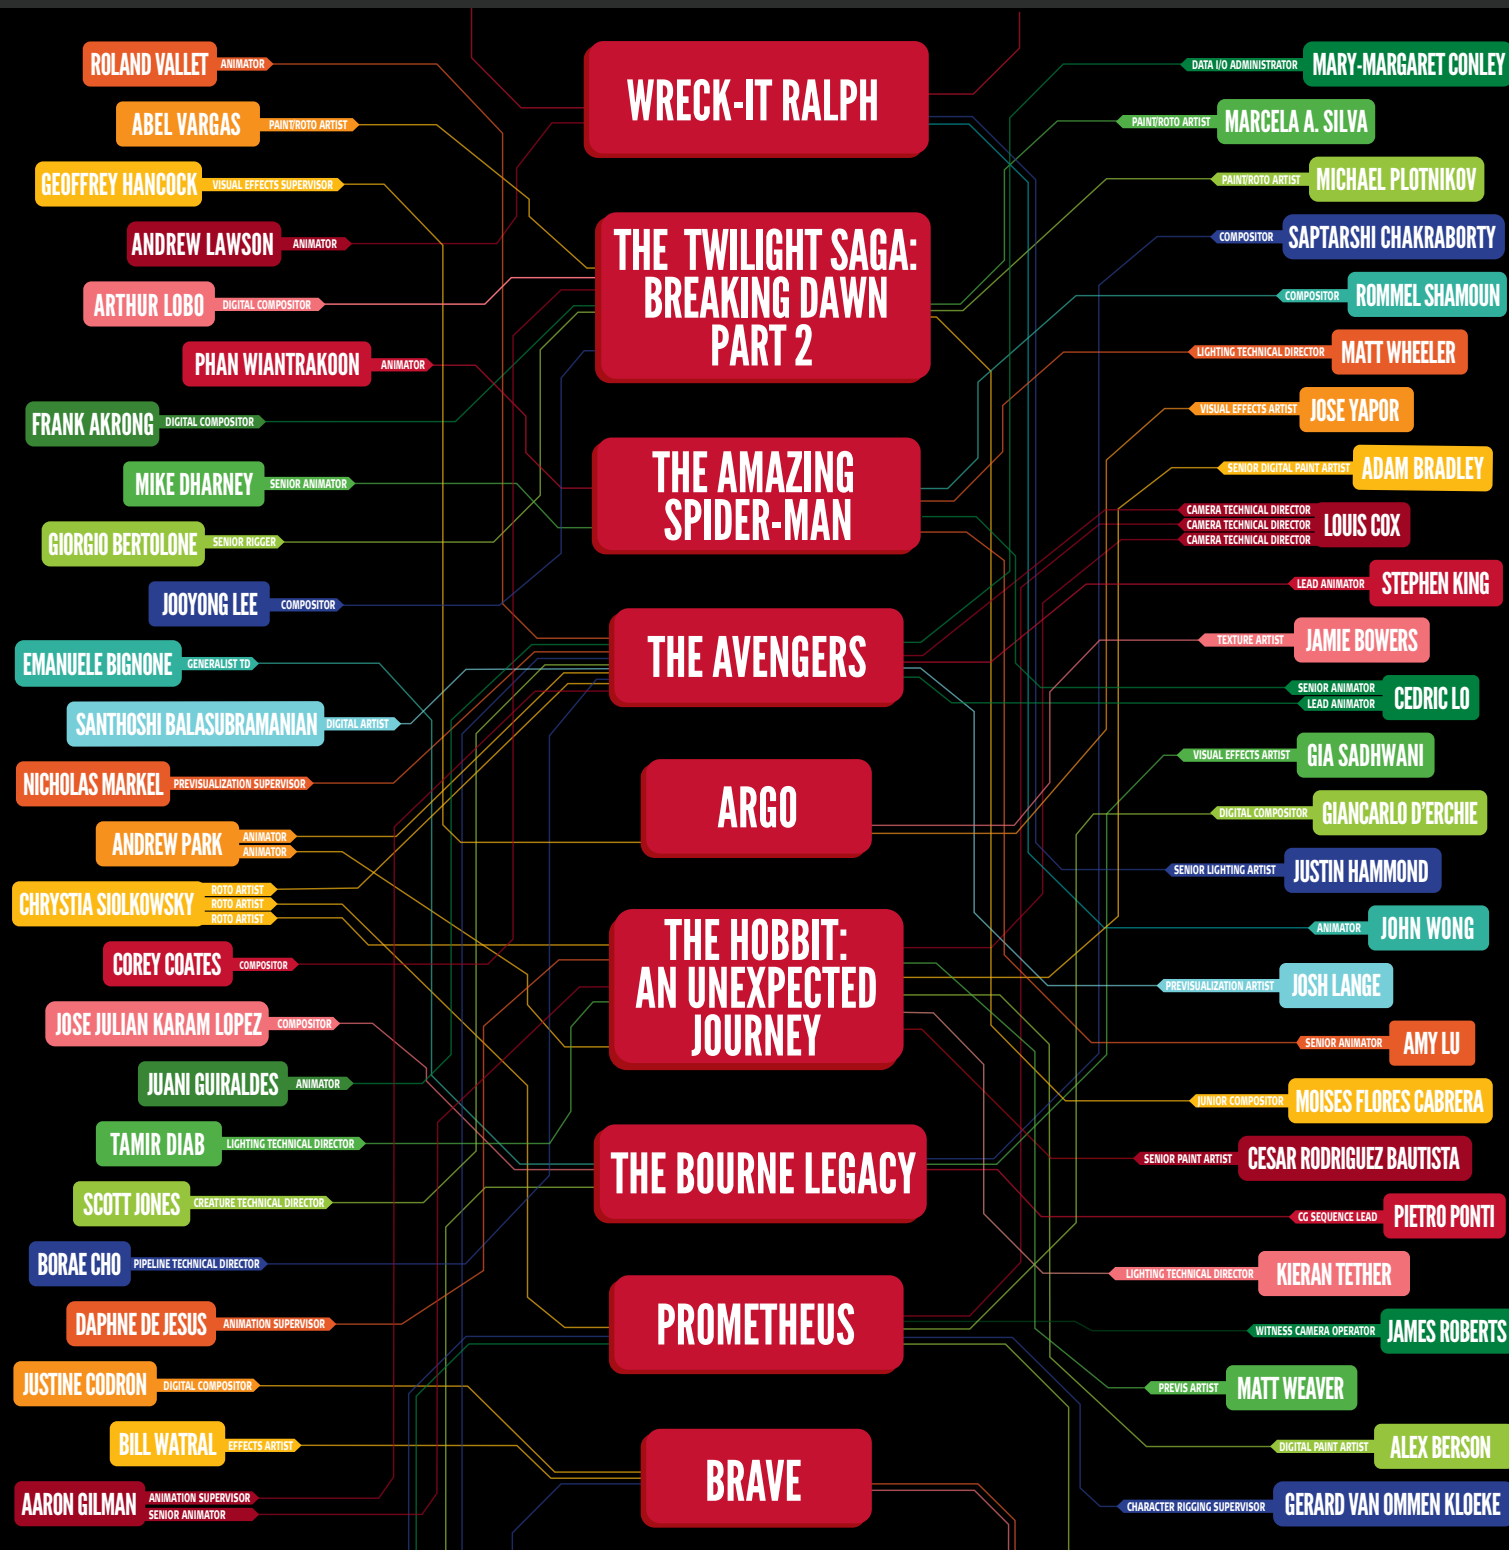 ROLAND VALLET
ANIMATOR
ABEL VARGAS
PAINT/ROTO ARTIST
GEOFFREY HANCOCK
VISUAL EFFECTS SUPERVISOR
ANDREW LAWSON
ANIMATOR
ARTHUR LOBO
DIGITAL COMPOSITOR
PHAN WIANTRAKOON
ANIMATOR
FRANK AKRONG
DIGITAL COMPOSITOR
MIKE DHARNEY
SENIOR ANIMATOR
GIORGIO BERTOLONE
SENIOR RIGGER
JOOYONG LEE
COMPOSITOR
EMANUELE BIGNONE
GENERALIST TD
SANTHOSHI BALASUBRAMANIAN
DIGITAL ARTIST
NICHOLAS MARKEL
PREVISUALIZATION SUPERVISOR
ANDREW PARK
ANIMATOR
ANIMATOR
CHRYSTIA SIOLKOWSKY
ROTO ARTIST
ROTO ARTIST
ROTO ARTIST
COREY COATES
COMPOSITOR
JOSE JULIAN KARAM LOPEZ
COMPOSITOR
JUANI GUIRALDES
ANIMATOR
TAMIR DIAB
LIGHTING TECHNICAL DIRECTOR
SCOTT JONES
CREATURE TECHNICAL DIRECTOR
BORAE CHO
PIPELINE TECHNICAL DIRECTOR
DAPHNE DE JESUS
ANIMATION SUPERVISOR
JUSTINE CODRON
DIGITAL COMPOSITOR
BILL WATRAL
EFFECTS ARTIST
AARON GILMAN
ANIMATION SUPERVISOR
SENIOR ANIMATOR
WRECK-IT RALPH
THE TWILIGHT SAGA:
BREAKING DAWN
PART 2
THE AMAZING
SPIDER-MAN
THE AVENGERS
ARGO
THE HOBBIT:
AN UNEXPECTED
JOURNEY
THE BOURNE LEGACY
PROMETHEUS
BRAVE
DATA I/O ADMINISTRATOR
MARY-MARGARET CONLEY
PAINT/ROTO ARTIST
MARCELA A. SILVA
PAINT/ROTO ARTIST
MICHAEL PLOTNIKOV
COMPOSITOR
SAPTARSHI CHAKRABORTY
COMPOSITOR
ROMMEL SHAMOUN
LIGHTING TECHNICAL DIRECTOR
MATT WHEELER
VISUAL EFFECTS ARTIST
JOSE YAPOR
SENIOR DIGITAL PAINT ARTIST
ADAM BRADLEY
CAMERA TECHNICAL DIRECTOR
CAMERA TECHNICAL DIRECTOR
CAMERA TECHNICAL DIRECTOR
LOUIS COX
LEAD ANIMATOR
STEPHEN KING
TEXTURE ARTIST
JAMIE BOWERS
SENIOR ANIMATOR
LEAD ANIMATOR
CEDRIC LO
VISUAL EFFECTS ARTIST
GIA SADHWANI
DIGITAL COMPOSITOR
GIANCARLO D'ERCHIE
SENIOR LIGHTING ARTIST
JUSTIN HAMMOND
ANIMATOR
JOHN WONG
PREVISUALIZATION ARTIST
JOSH LANGE
SENIOR ANIMATOR
AMY LU
JUNIOR COMPOSITOR
MOISES FLORES CABRERA
SENIOR PAINT ARTIST
CESAR RODRIGUEZ BAUTISTA
CG SEQUENCE LEAD
PIETRO PONTI
LIGHTING TECHNICAL DIRECTOR
KIERAN TETHER
WITNESS CAMERA OPERATOR
JAMES ROBERTS
PREVIS ARTIST
MATT WEAVER
DIGITAL PAINT ARTIST
ALEX BERSON
CHARACTER RIGGING SUPERVISOR
GERARD VAN OMMEN KLOEKE